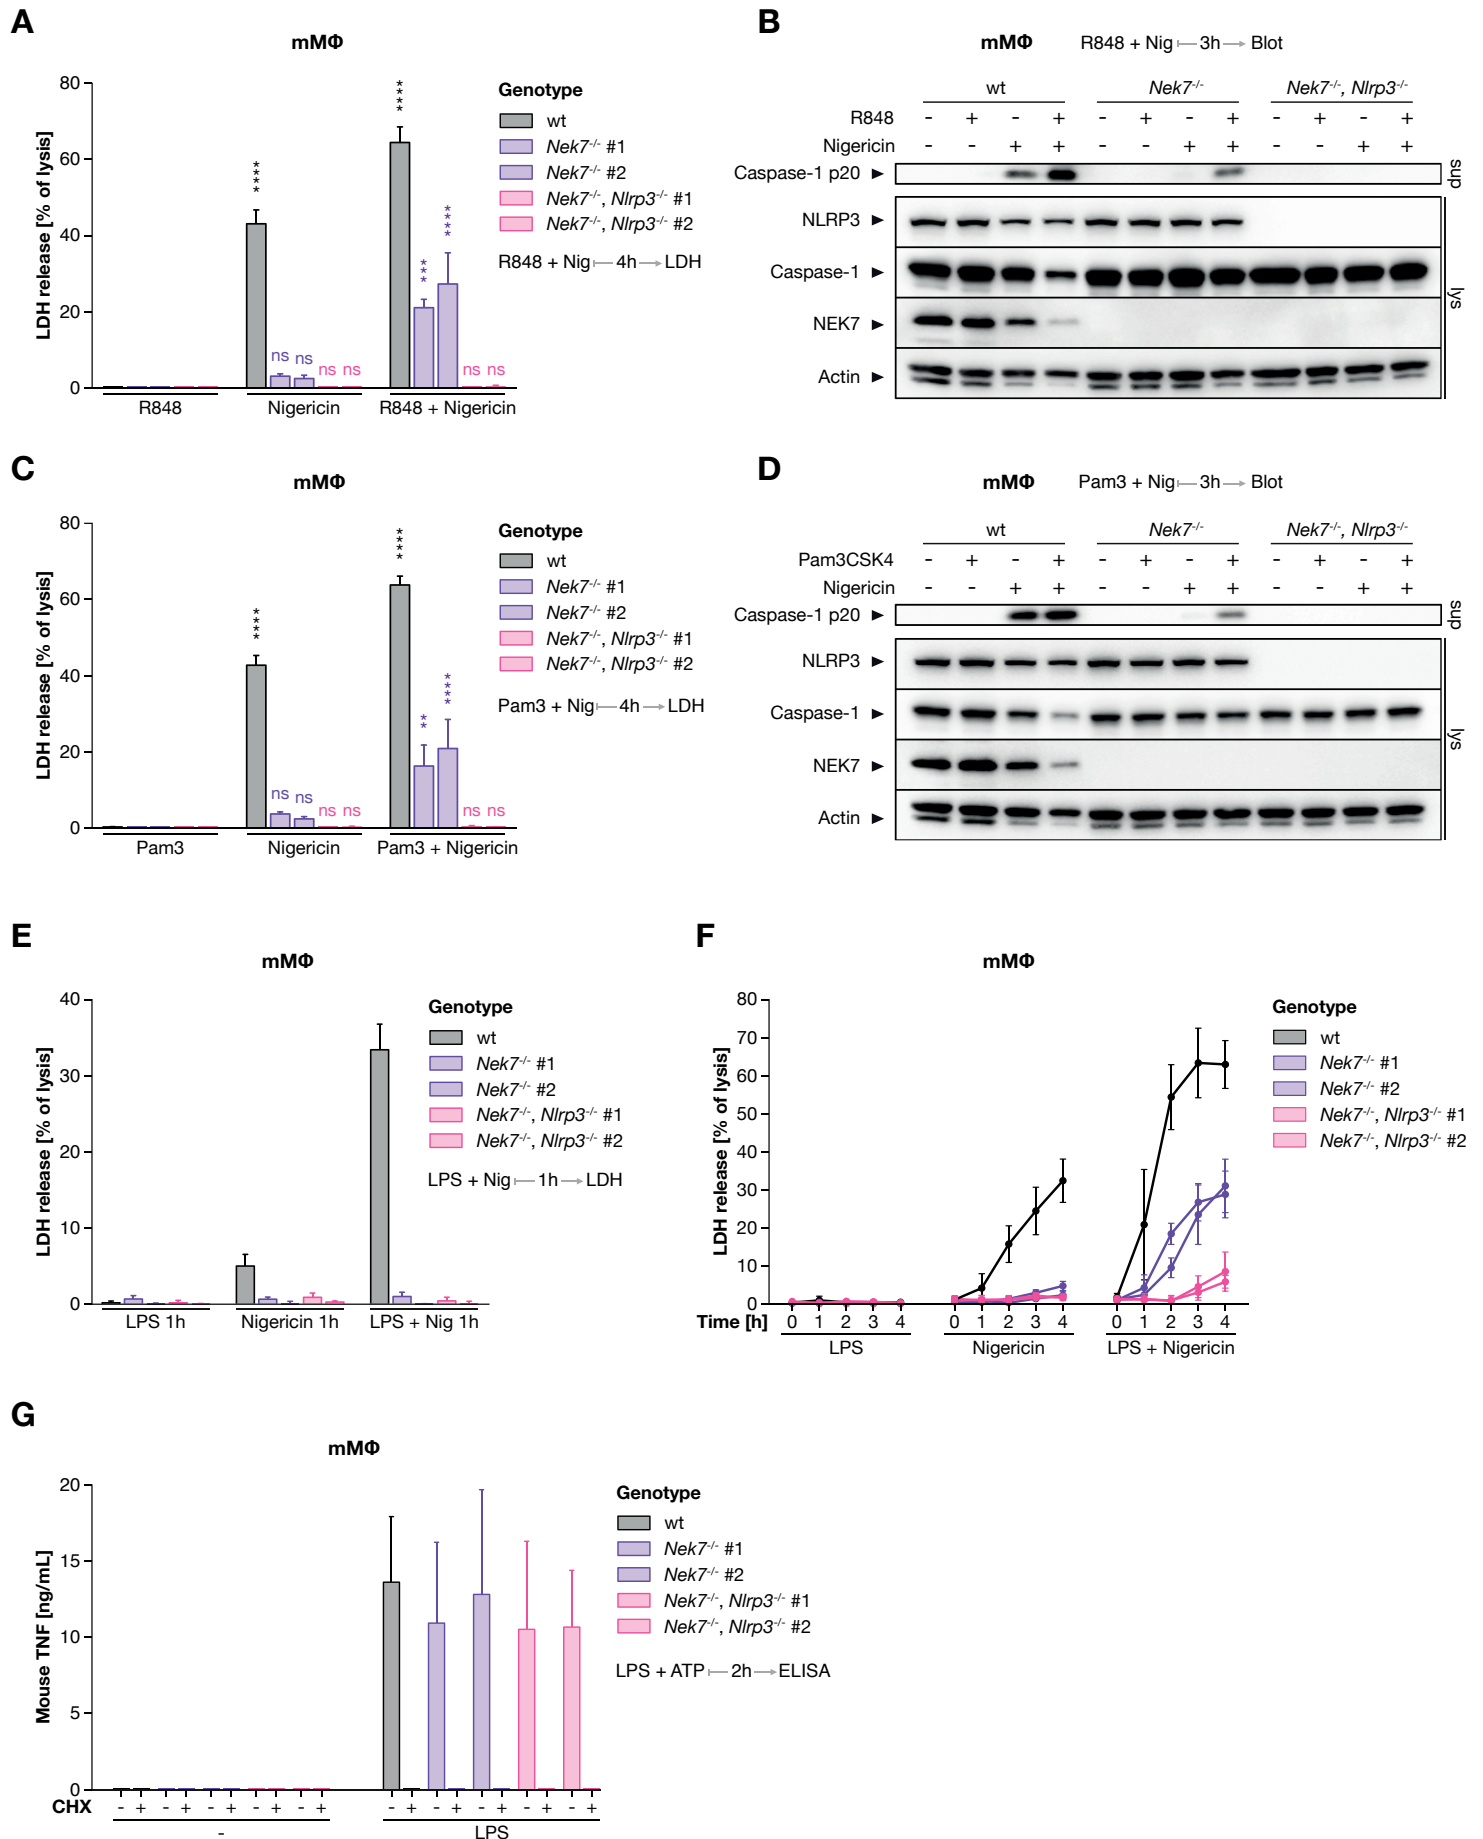 A
mMΦ
LDH release [% of lysis]
80
60
40
20
0
****
****
ns ns ns ns
***
****
ns ns
R848
Nigericin
R848 + Nigericin
Genotype
wt
Nek7-/- #1
Nek7-/- #2
Nek7-/-, Nlrp3-/- #1
Nek7-/-, Nlrp3-/- #2
R848 + Nig 4h LDH
B
mMΦ R848 + Nig 3h Blot
wt Nek7-/- Nek7-/-, Nlrp3-/-
R848 - + - + - + - + - + - +
Nigericin - - + + - - + + - - + +
Caspase-1 p20
sup
NLRP3
Caspase-1
NEK7
Actin
lys
C
mMΦ
LDH release [% of lysis]
80
60
40
20
0
****
****
ns ns ns ns
**
****
ns ns
Pam3
Nigericin
Pam3 + Nigericin
Genotype
wt
Nek7-/- #1
Nek7-/- #2
Nek7-/-, Nlrp3-/- #1
Nek7-/-, Nlrp3-/- #2
Pam3 + Nig 4h LDH
D
mMΦ Pam3 + Nig 3h Blot
wt Nek7-/- Nek7-/-, Nlrp3-/-
Pam3CSK4 - + - + - + - + - + - +
Nigericin - - + + - - + + - - + +
Caspase-1 p20
sup
NLRP3
Caspase-1
NEK7
Actin
lys
E
mMΦ
LDH release [% of lysis]
40
30
20
10
0
LPS 1h
Nigericin 1h
LPS + Nig 1h
Genotype
wt
Nek7-/- #1
Nek7-/- #2
Nek7-/-, Nlrp3-/- #1
Nek7-/-, Nlrp3-/- #2
LPS + Nig 1h LDH
F
mMΦ
LDH release [% of lysis]
80
70
60
50
40
30
20
10
0
Time [h] 0 1 2 3 4 0 1 2 3 4 0 1 2 3 4
LPS
Nigericin
LPS + Nigericin
Genotype
wt
Nek7-/- #1
Nek7-/- #2
Nek7-/-, Nlrp3-/- #1
Nek7-/-, Nlrp3-/- #2
G
mMΦ
Mouse TNF [ng/mL]
20
15
10
5
0
CHX - + - + - + - + - + - + - + - + - + - +
-
LPS
Genotype
wt
Nek7-/- #1
Nek7-/- #2
Nek7-/-, Nlrp3-/- #1
Nek7-/-, Nlrp3-/- #2
LPS + ATP 2h ELISA